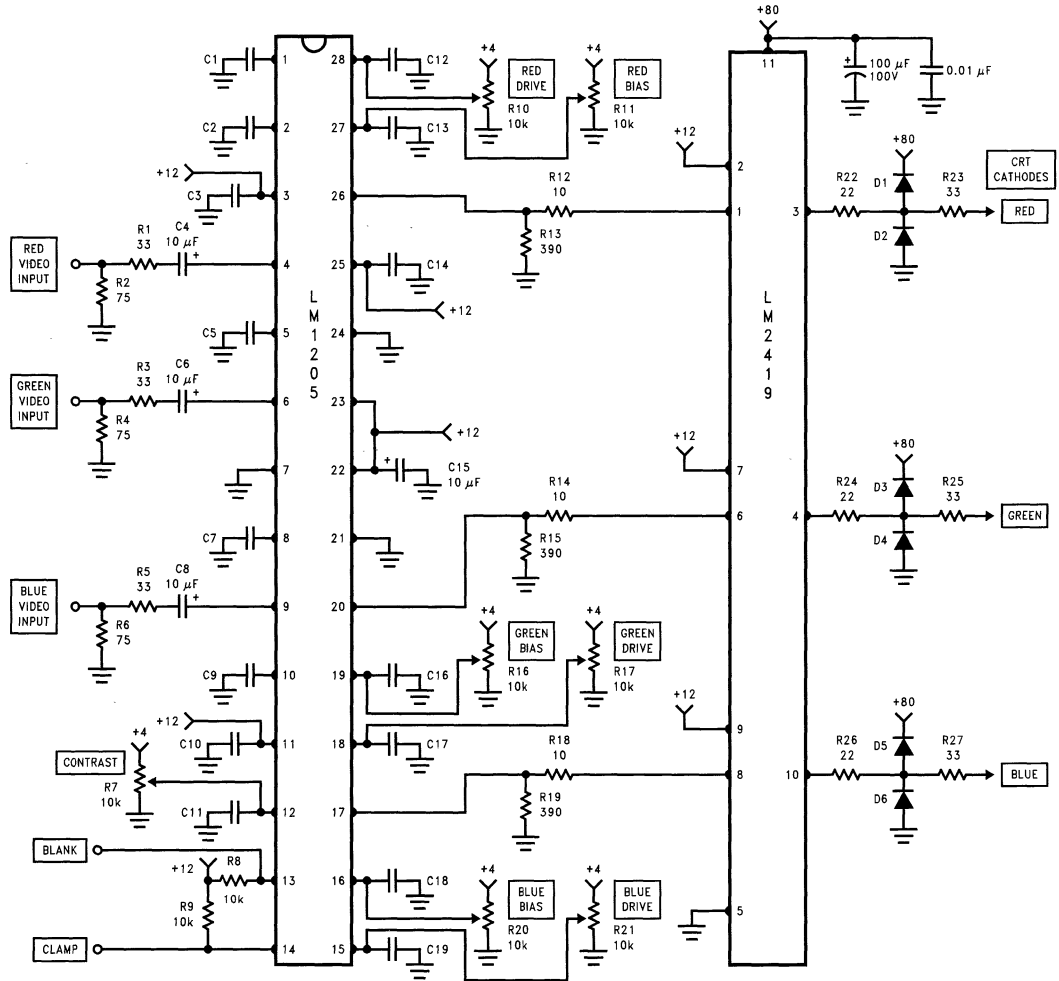 +80
C1
1
28
C12
+4
RED
DRIVE
R10
10k
+4
RED
BIAS
R11
10k
11
+
100 µF
100V
0.01 µF
C2
2
27
C13
+12
2
+12
C3
3
26
R12
10
1
R13
390
3
R22
22
+80
D1
D2
R23
33
CRT
CATHODES
RED
RED
VIDEO
INPUT
R1
33
C4
10 µF
+
4
R2
75
25
C14
+12
LM1205
LM2419
C5
5
24
GREEN
VIDEO
INPUT
R3
33
C6
10 µF
+
6
R4
75
23
+12
22
+
C15
10 µF
+12
7
7
R14
10
6
R15
390
4
R24
22
+80
D3
D4
R25
33
GREEN
C7
8
21
BLUE
VIDEO
INPUT
R5
33
C8
10 µF
+
9
R6
75
20
C9
10
19
C16
+4
GREEN
BIAS
R16
10k
+4
GREEN
DRIVE
R17
10k
+12
C10
11
18
C17
+12
9
CONTRAST
+4
R7
10k
C11
12
17
R18
10
8
R19
390
10
R26
22
+80
D5
D6
R27
33
BLUE
BLANK
+12
R8
10k
13
16
C18
+4
BLUE
BIAS
R20
10k
+4
BLUE
DRIVE
R21
10k
5
R9
10k
CLAMP
14
15
C19